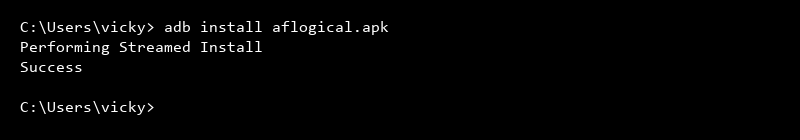 C:\Users\vicky> adb install aflogical.apk
Performing Streamed Install
Success
C:\Users\vicky>